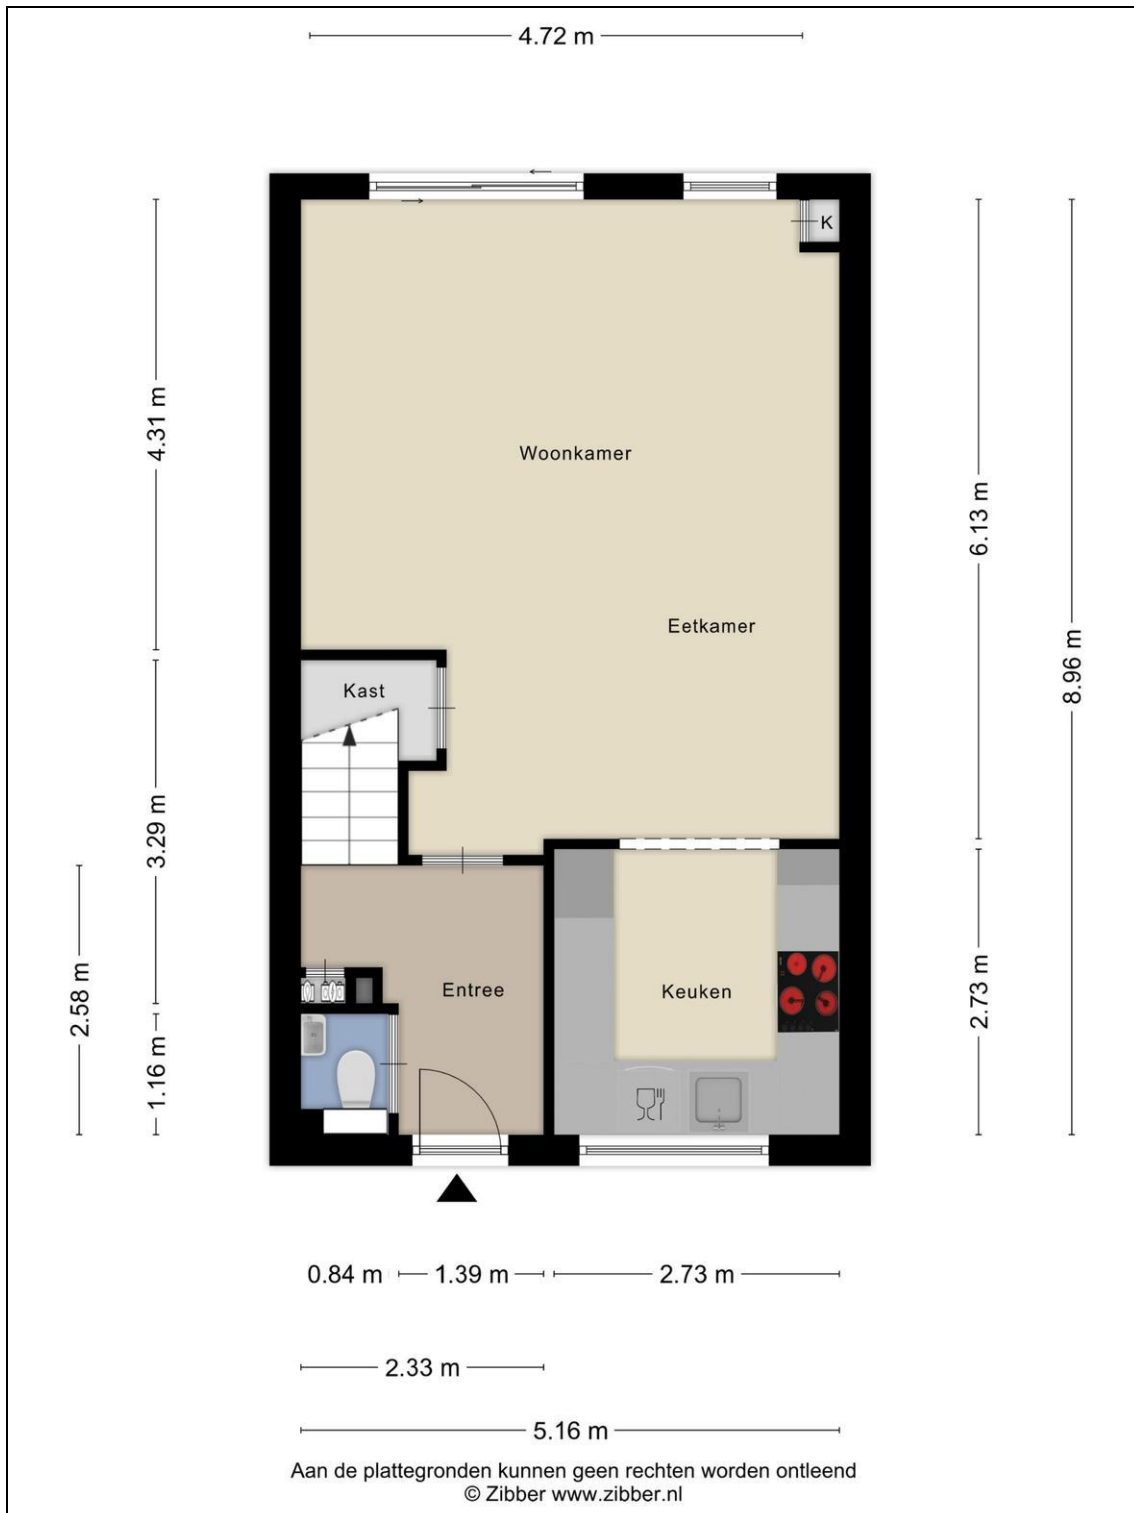 4.72 m
K
4.31 m
Woonkamer
6.13 m
Eetkamer
8.96 m
Kast
3.29 m
2.58 m
Entree
Keuken
2.73 m
1.16 m
0.84 m
1.39 m
2.73 m
2.33 m
5.16 m
Aan de plattegronden kunnen geen rechten worden ontleend
© Zibber www.zibber.nl